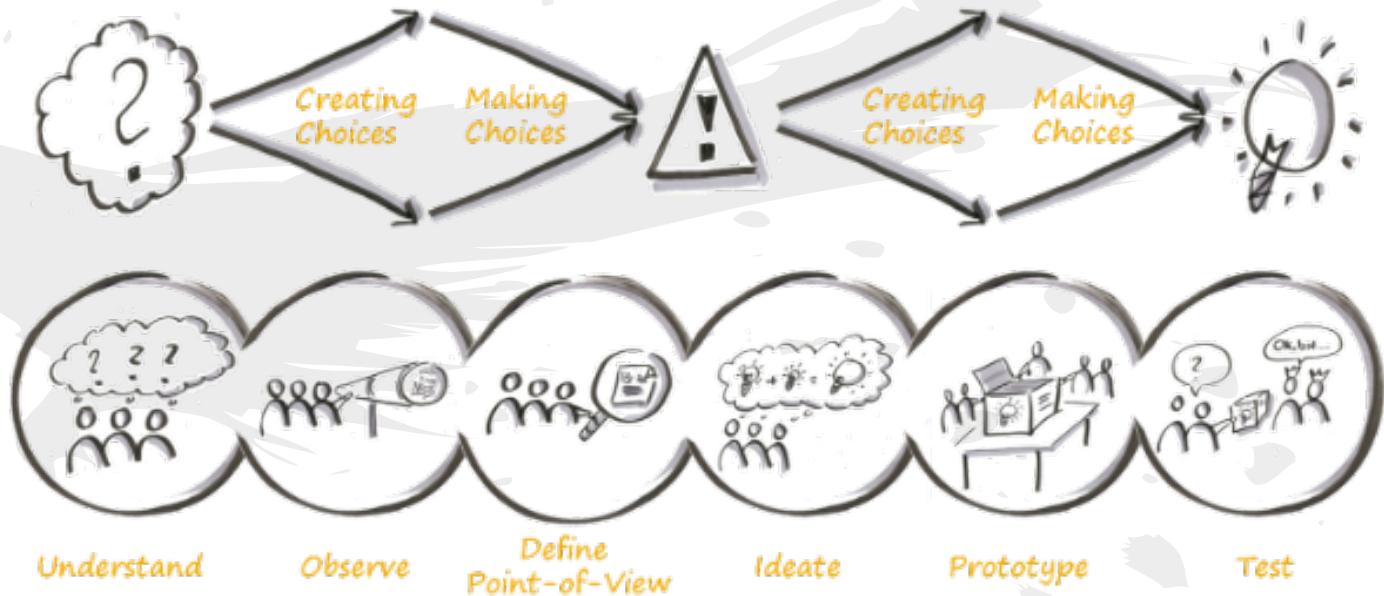 ?
Creating
Choices
Making
Choices
!
Creating
Choices
Making
Choices
? ? ?
+ =
?
Ok, but...
Understand
Observe
Define
Point-of-View
Ideate
Prototype
Test